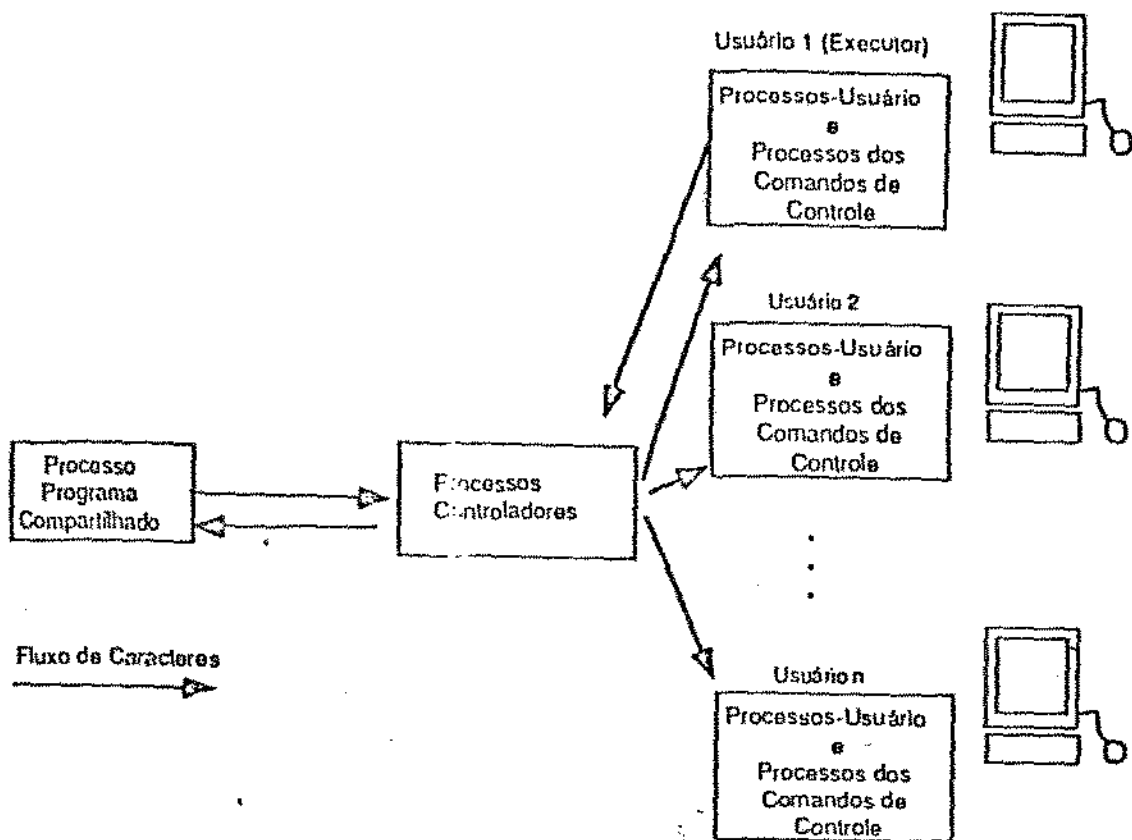 Usuário 1 (Executor)
Processos-Usuário
e
Processos dos
Comandos de
Controle
Usuário 2
Processos-Usuário
e
Processos dos
Comandos de
Controle
Processo
Programa
Compartilhado
Processos
Controladores
Fluxo de Caracteres
Usuário n
Processos-Usuário
e
Processos dos
Comandos de
Controle